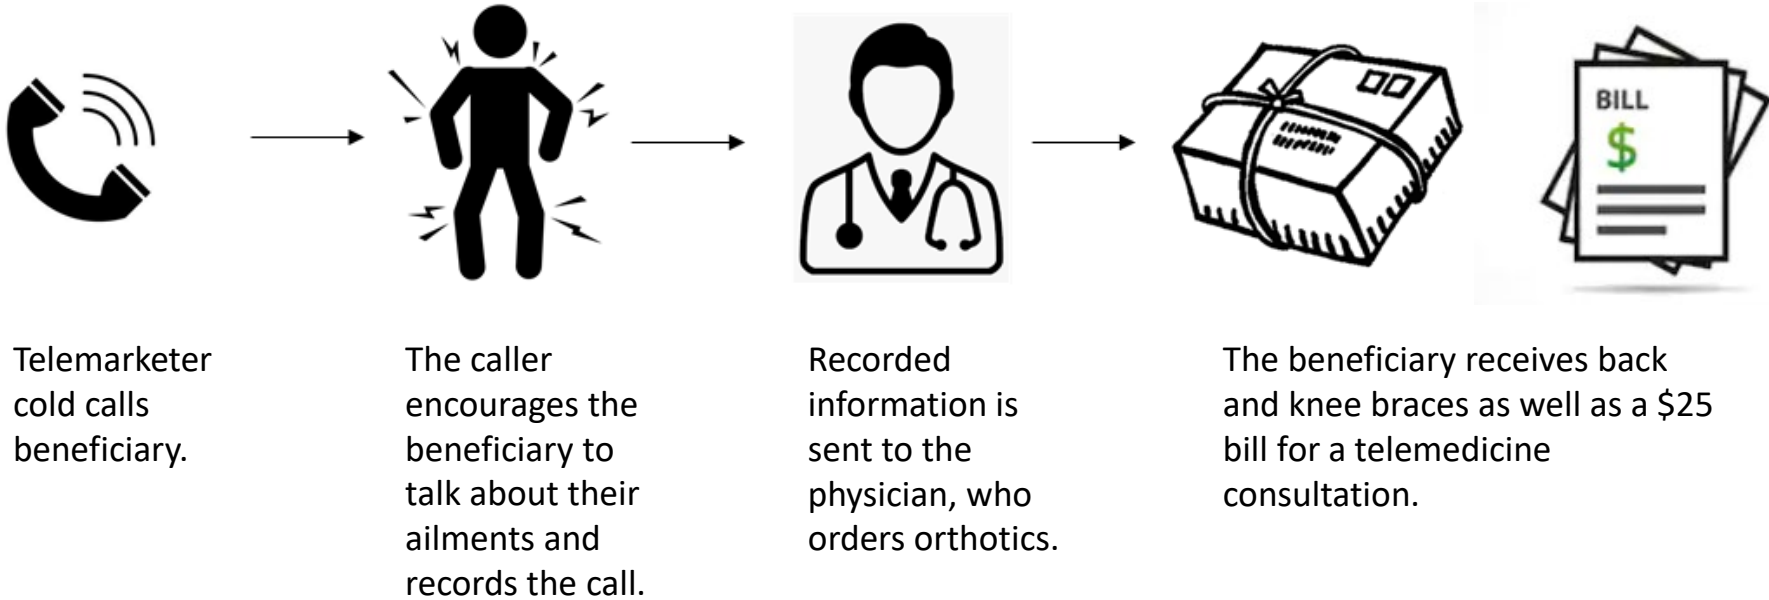 BILL
$
Telemarketer
cold calls
beneficiary.
The caller
encourages the
beneficiary to
talk about their
ailments and
records the call.
Recorded
information is
sent to the
physician, who
orders orthotics.
The beneficiary receives back
and knee braces as well as a $25
bill for a telemedicine
consultation.